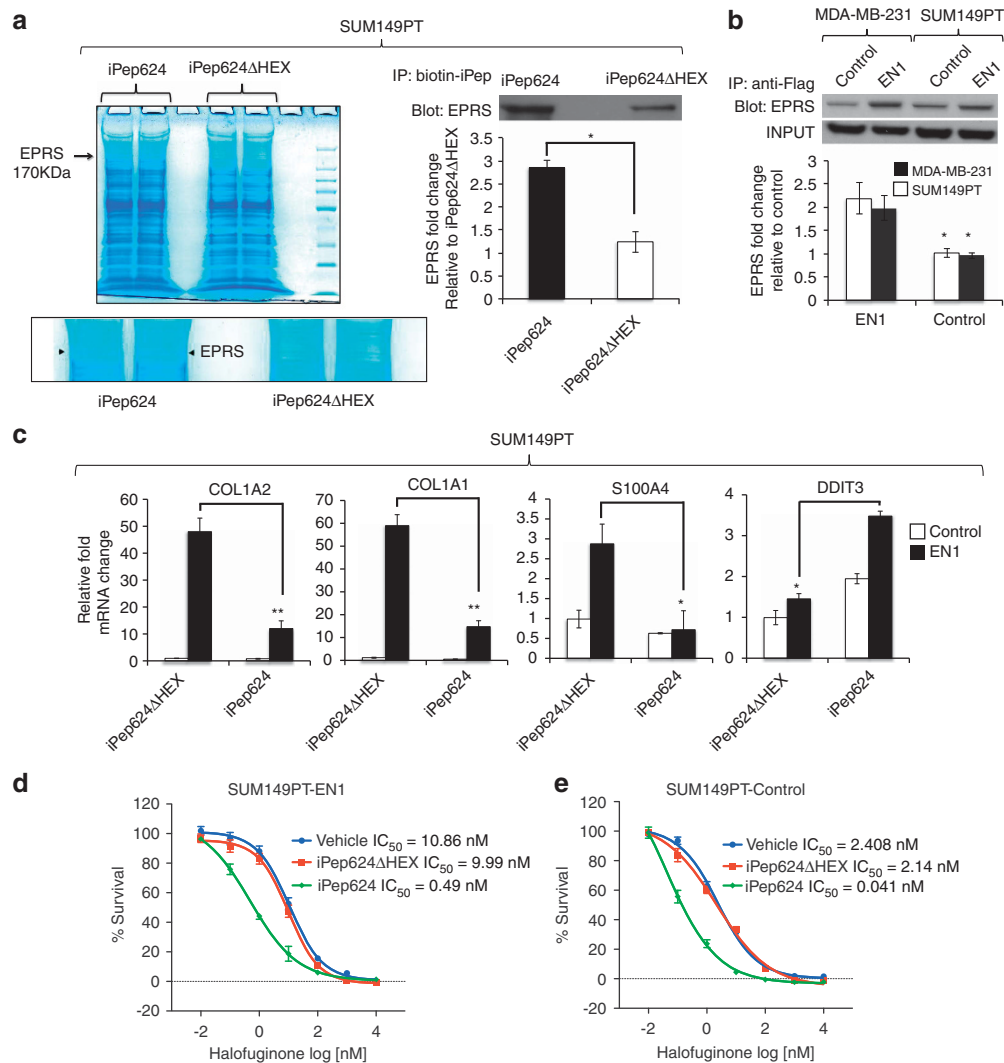 a
SUM149PT
iPep624
iPep624ΔHEX
EPRS
170KDa
EPRS
iPep624
iPep624ΔHEX
IP: biotin-iPep
iPep624
iPep624ΔHEX
Blot: EPRS
EPRS fold change
Relative to iPep624ΔHEX
3.5
3
2.5
2
1.5
1
0.5
0
*
iPep624
iPep624ΔHEX
b
MDA-MB-231
SUM149PT
Control
EN1
Control
EN1
IP: anti-Flag
Blot: EPRS
INPUT
MDA-MB-231
SUM149PT
EPRS fold change
relative to control
3
2.5
2
1.5
1
0.5
0
* *
EN1
Control
c
SUM149PT
Relative fold
mRNA change
COL1A2
60
50
40
30
20
10
0
**
iPep624ΔHEX
iPep624
COL1A1
70
60
50
40
30
20
10
0
**
iPep624ΔHEX
iPep624
S100A4
4
3.5
3
2.5
2
1.5
1
0.5
0
*
iPep624ΔHEX
iPep624
DDIT3
4
3
2
1
0
*
iPep624ΔHEX
iPep624
Control
EN1
d
SUM149PT-EN1
% Survival
120
100
80
60
40
20
0
-20
Vehicle IC50 = 10.86 nM
iPep624ΔHEX IC50 = 9.99 nM
iPep624 IC50 = 0.49 nM
-2 0 2 4
Halofuginone log [nM]
e
SUM149PT-Control
% Survival
120
100
80
60
40
20
0
-20
Vehicle IC50 = 2.408 nM
iPep624ΔHEX IC50 = 2.14 nM
iPep624 IC50 = 0.041 nM
-2 0 2 4
Halofuginone log [nM]